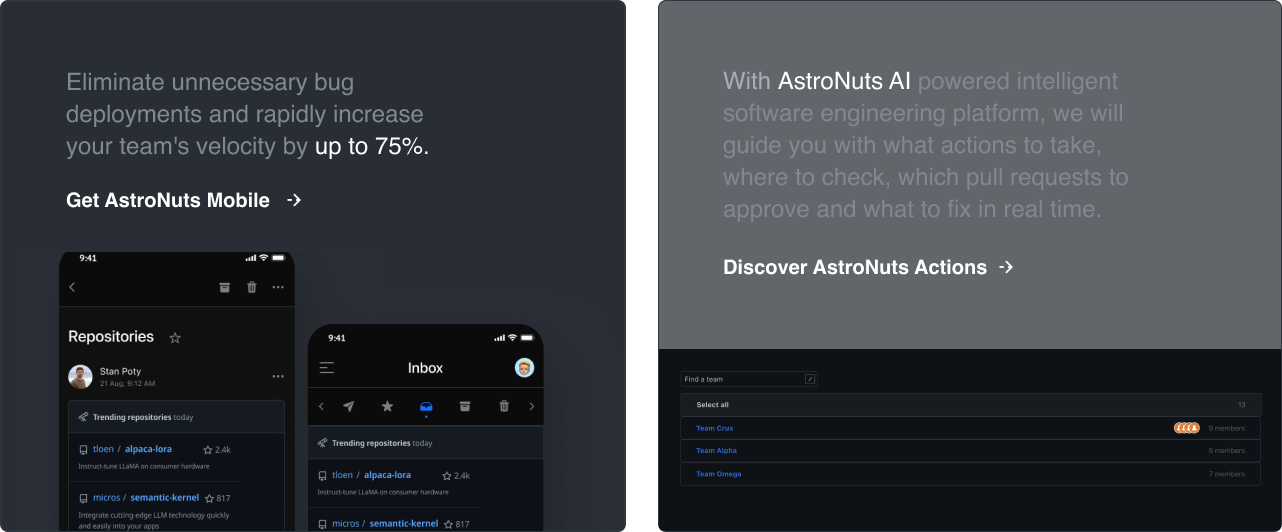 Eliminate unnecessary bug
deployments and rapidly increase
your team's velocity by up to 75%.
Get AstroNuts Mobile
9:41
Repositories
Stan Poty
21 Aug, 9:12 AM
Trending repositories today
tloen / alpaca-lora 2.4k
Instruct-tune LLaMA on consumer hardware
micros / semantic-kernel 817
Integrate cutting-edge LLM technology quickly
and easily into your apps
9:41
Inbox
Trending repositories today
tloen / alpaca-lora 2.4k
Instruct-tune LLaMA on consumer hardware
micros / semantic-kernel 817
With AstroNuts AI powered intelligent
software engineering platform, we will
guide you with what actions to take,
where to check, which pull requests to
approve and what to fix in real time.
Discover AstroNuts Actions
Find a team
Select all 13
Team Crux 9 members
Team Alpha 5 members
Team Omega 7 members